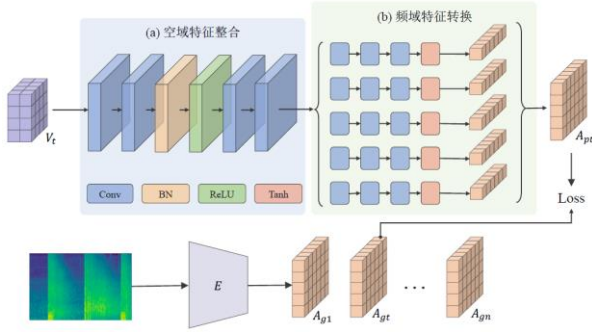 (a) 空域特征整合
(b) 频域特征转换
V_t
Conv
BN
ReLU
Tanh
A_pt
Loss
E
A_g1
A_gt
...
A_gn